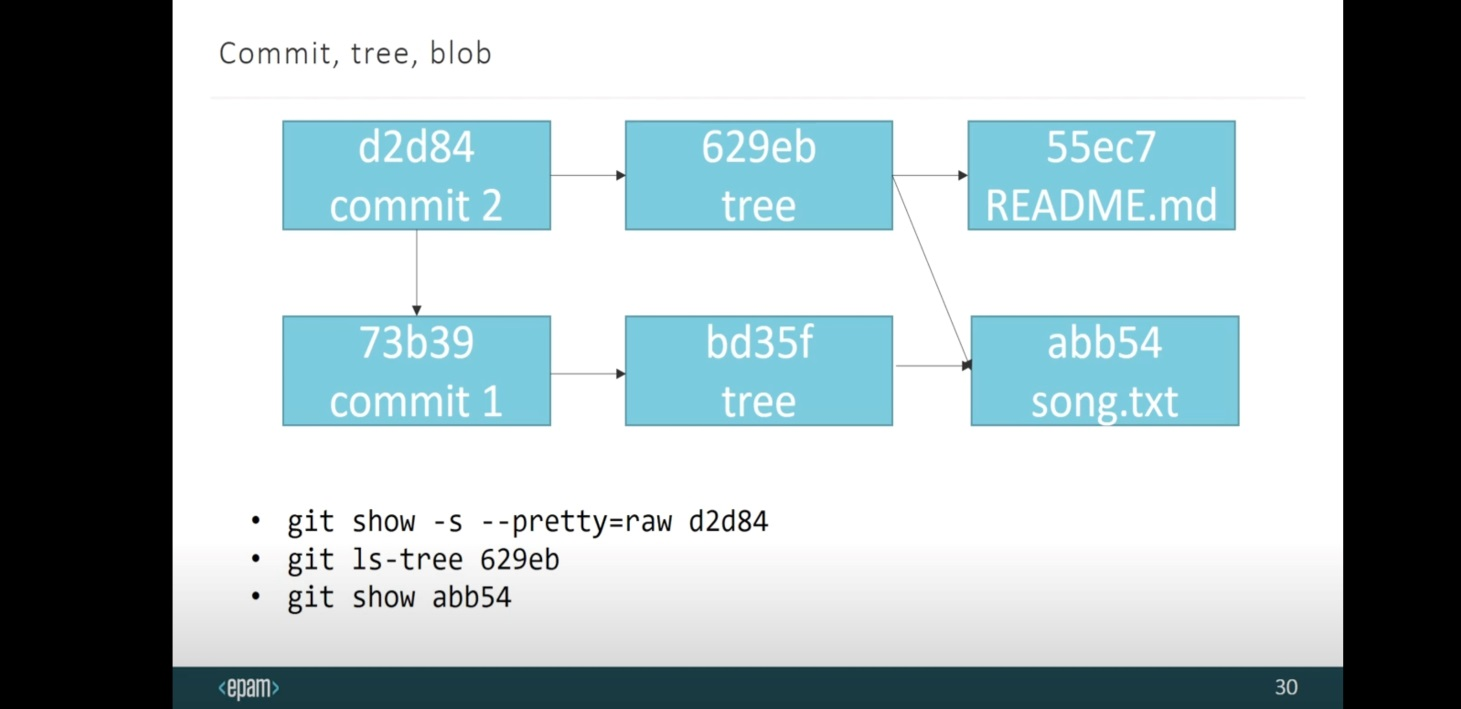 Commit, tree, blob
d2d84
commit 2
629eb
tree
55ec7
README.md
73b39
commit 1
bd35f
tree
abb54
song.txt
• git show -s --pretty=raw d2d84
• git ls-tree 629eb
• git show abb54
<epam>
30